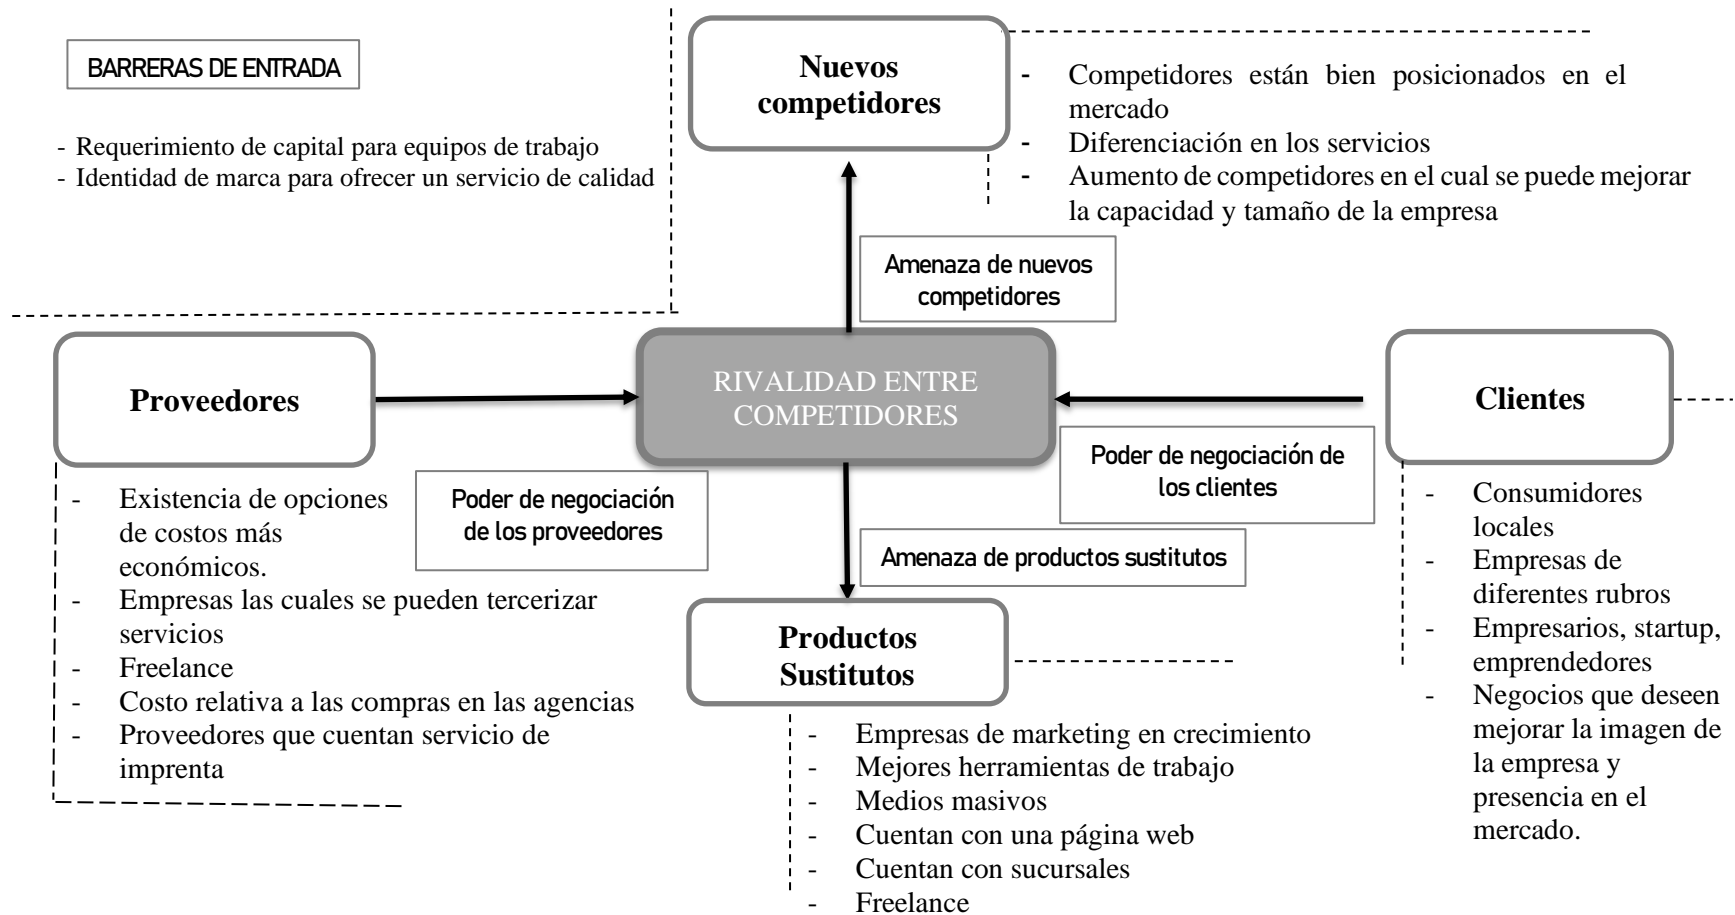 BARRERAS DE ENTRADA
- Requerimiento de capital para equipos de trabajo
- Identidad de marca para ofrecer un servicio de calidad
Nuevos
competidores
- Competidores están bien posicionados en el
mercado
- Diferenciación en los servicios
- Aumento de competidores en el cual se puede mejorar
la capacidad y tamaño de la empresa
Amenaza de nuevos
competidores
Proveedores
RIVALIDAD ENTRE
COMPETIDORES
Clientes
Poder de negociación
de los proveedores
Poder de negociación de
los clientes
- Existencia de opciones
de costos más
económicos.
- Empresas las cuales se pueden tercerizar
servicios
- Freelance
- Costo relativa a las compras en las agencias
- Proveedores que cuentan servicio de
imprenta
Amenaza de productos sustitutos
Productos
Sustitutos
- Empresas de marketing en crecimiento
- Mejores herramientas de trabajo
- Medios masivos
- Cuentan con una página web
- Cuentan con sucursales
- Freelance
- Consumidores
locales
- Empresas de
diferentes rubros
- Empresarios, startup,
emprendedores
- Negocios que deseen
mejorar la imagen de
la empresa y
presencia en el
mercado.